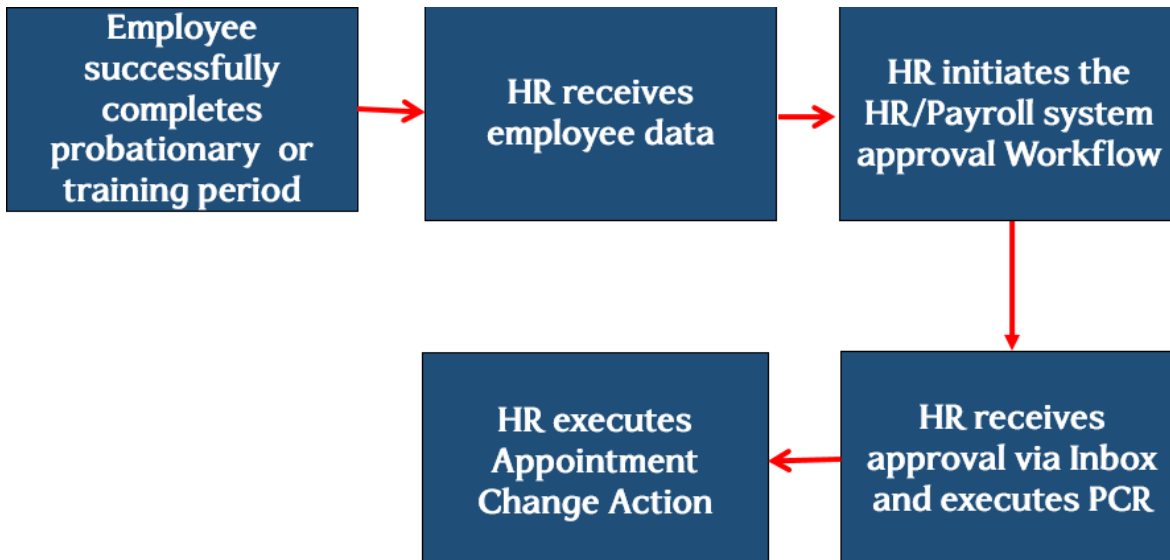 Employee
successfully
completes
probationary or
training period
HR receives
employee data
HR initiates the
HR/Payroll system
approval Workflow
HR receives
approval via Inbox
and executes PCR
HR executes
Appointment
Change Action